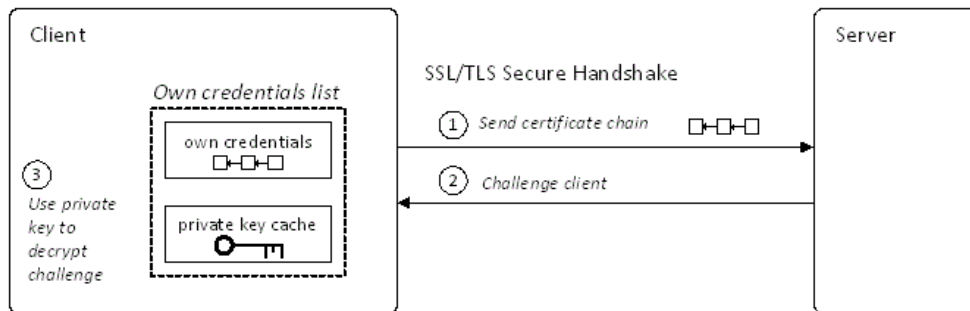 Client
Server
SSL/TLS Secure Handshake
Own credentials list
1 Send certificate chain
own credentials
2 Challenge client
3
Use private
key to
decrypt
challenge
private key cache